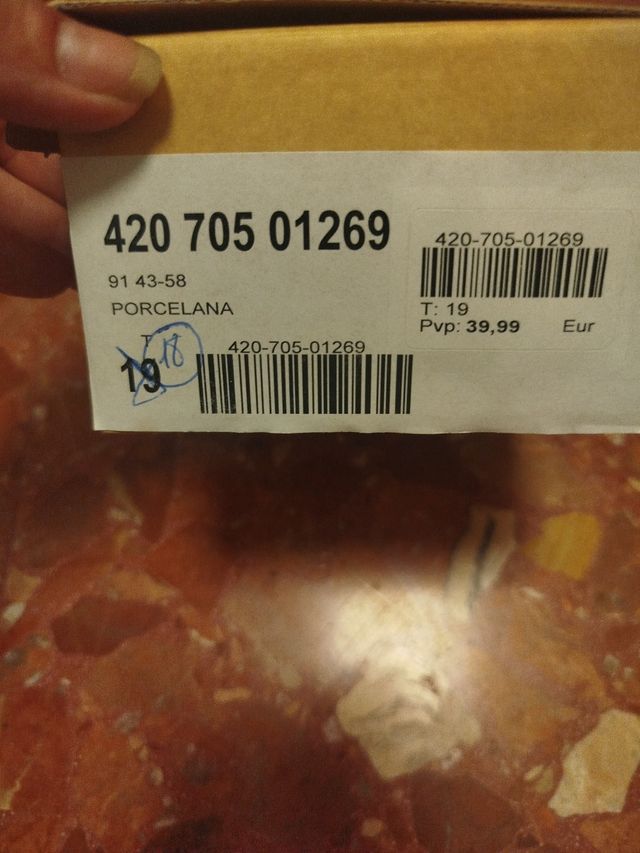 420 705 01269
91 43-58
PORCELANA
T
19 18
420-705-01269
420-705-01269
T: 19
Pvp: 39,99 Eur